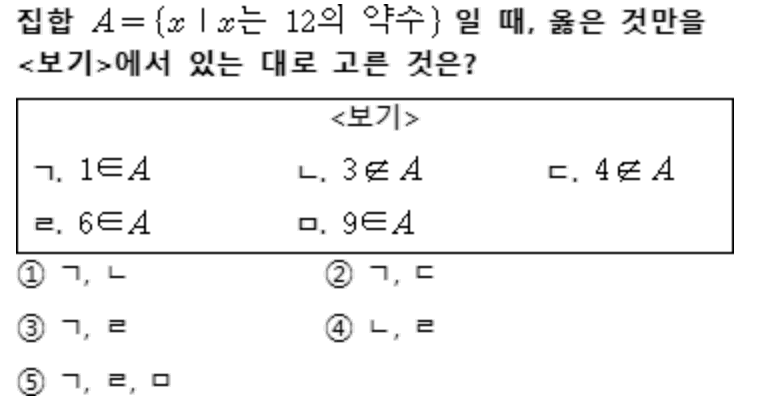 집합 A={x | x는 12의 약수} 일 때, 옳은 것만을
<보기>에서 있는 대로 고른 것은?
<보기>
ㄱ. 1∈A ㄴ. 3∉A ㄷ. 4∉A
ㄹ. 6∈A ㅁ. 9∈A
① ㄱ, ㄴ ② ㄱ, ㄷ
③ ㄱ, ㄹ ④ ㄴ, ㄹ
⑤ ㄱ, ㄹ, ㅁ